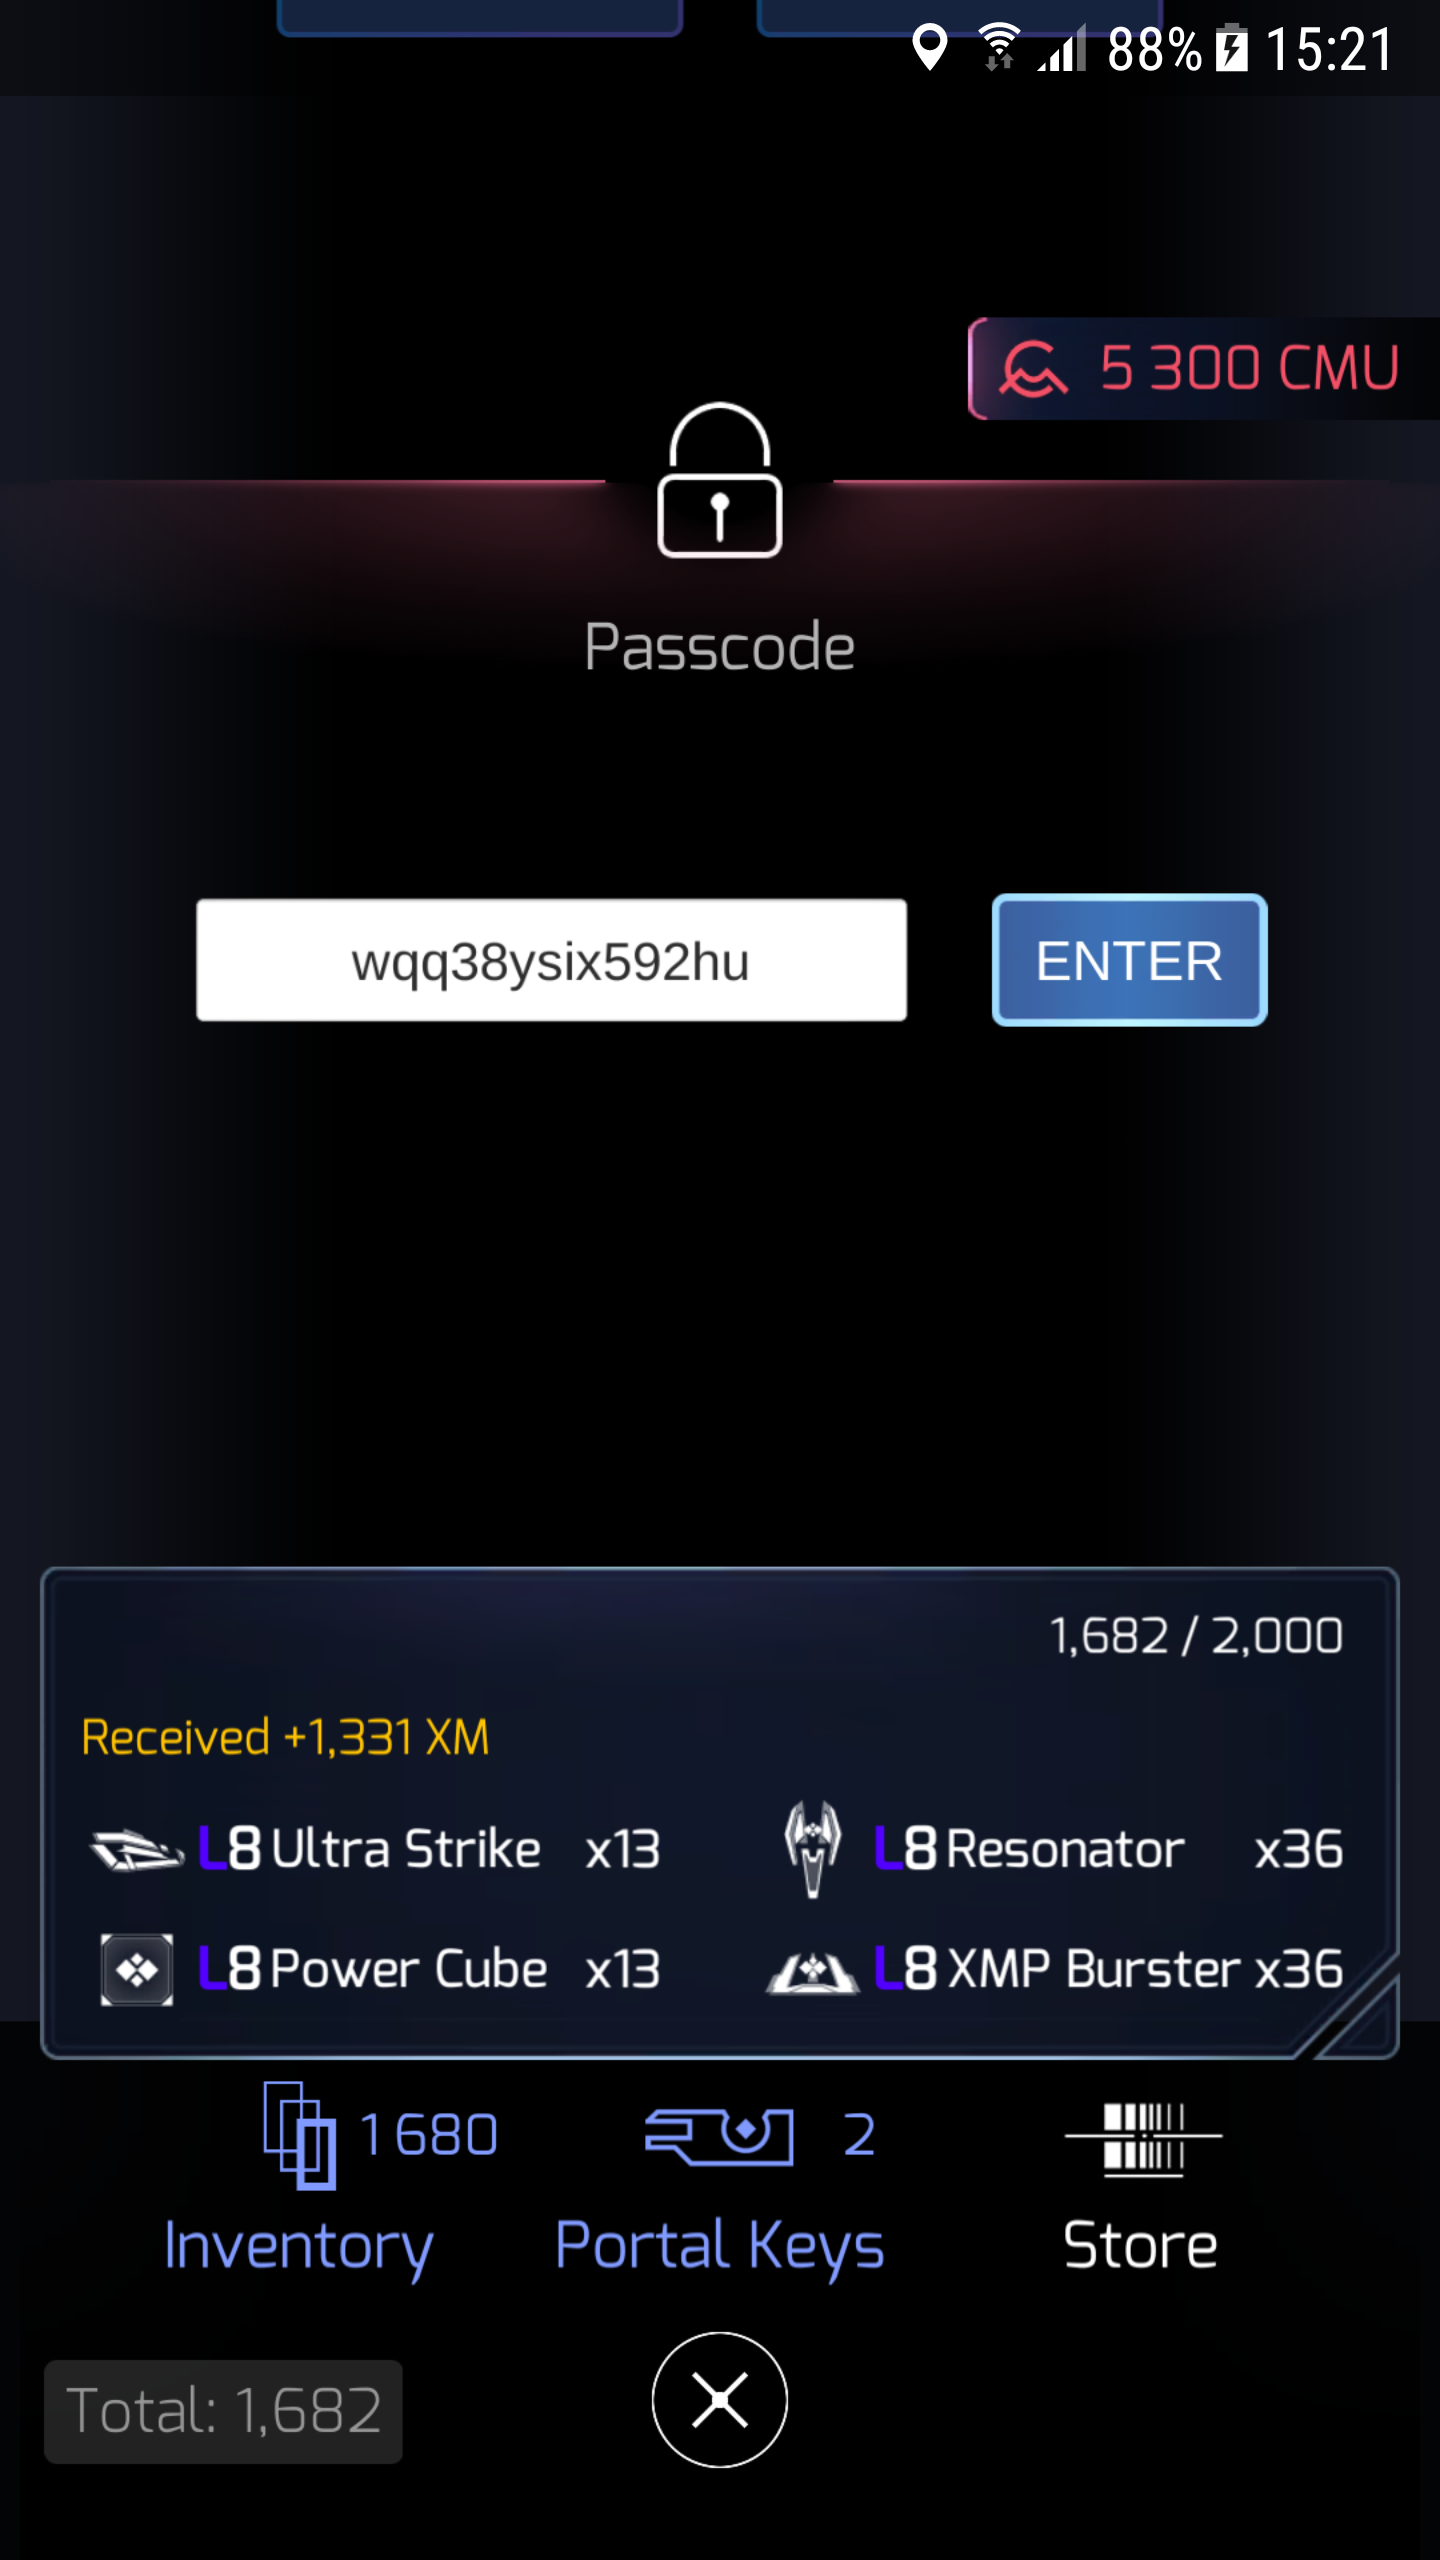 88% 15:21
5 300 CMU
Passcode
wqq38ysix592hu ENTER
1,682 / 2,000
Received +1,331 XM
L8 Ultra Strike x13 L8 Resonator x36
L8 Power Cube x13 L8 XMP Burster x36
1 680 2
Inventory Portal Keys Store
Total: 1,682